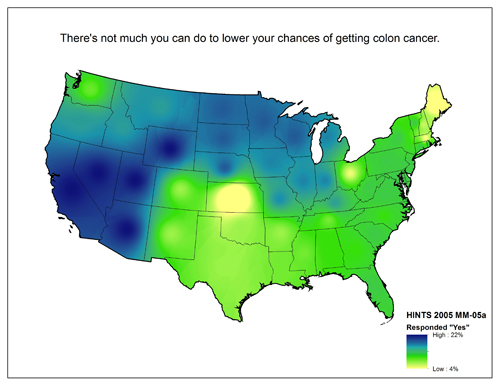 There's not much you can do to lower your chances of getting colon cancer.
HINTS 2005 MM-05a
Responded "Yes"
High : 22%
Low : 4%